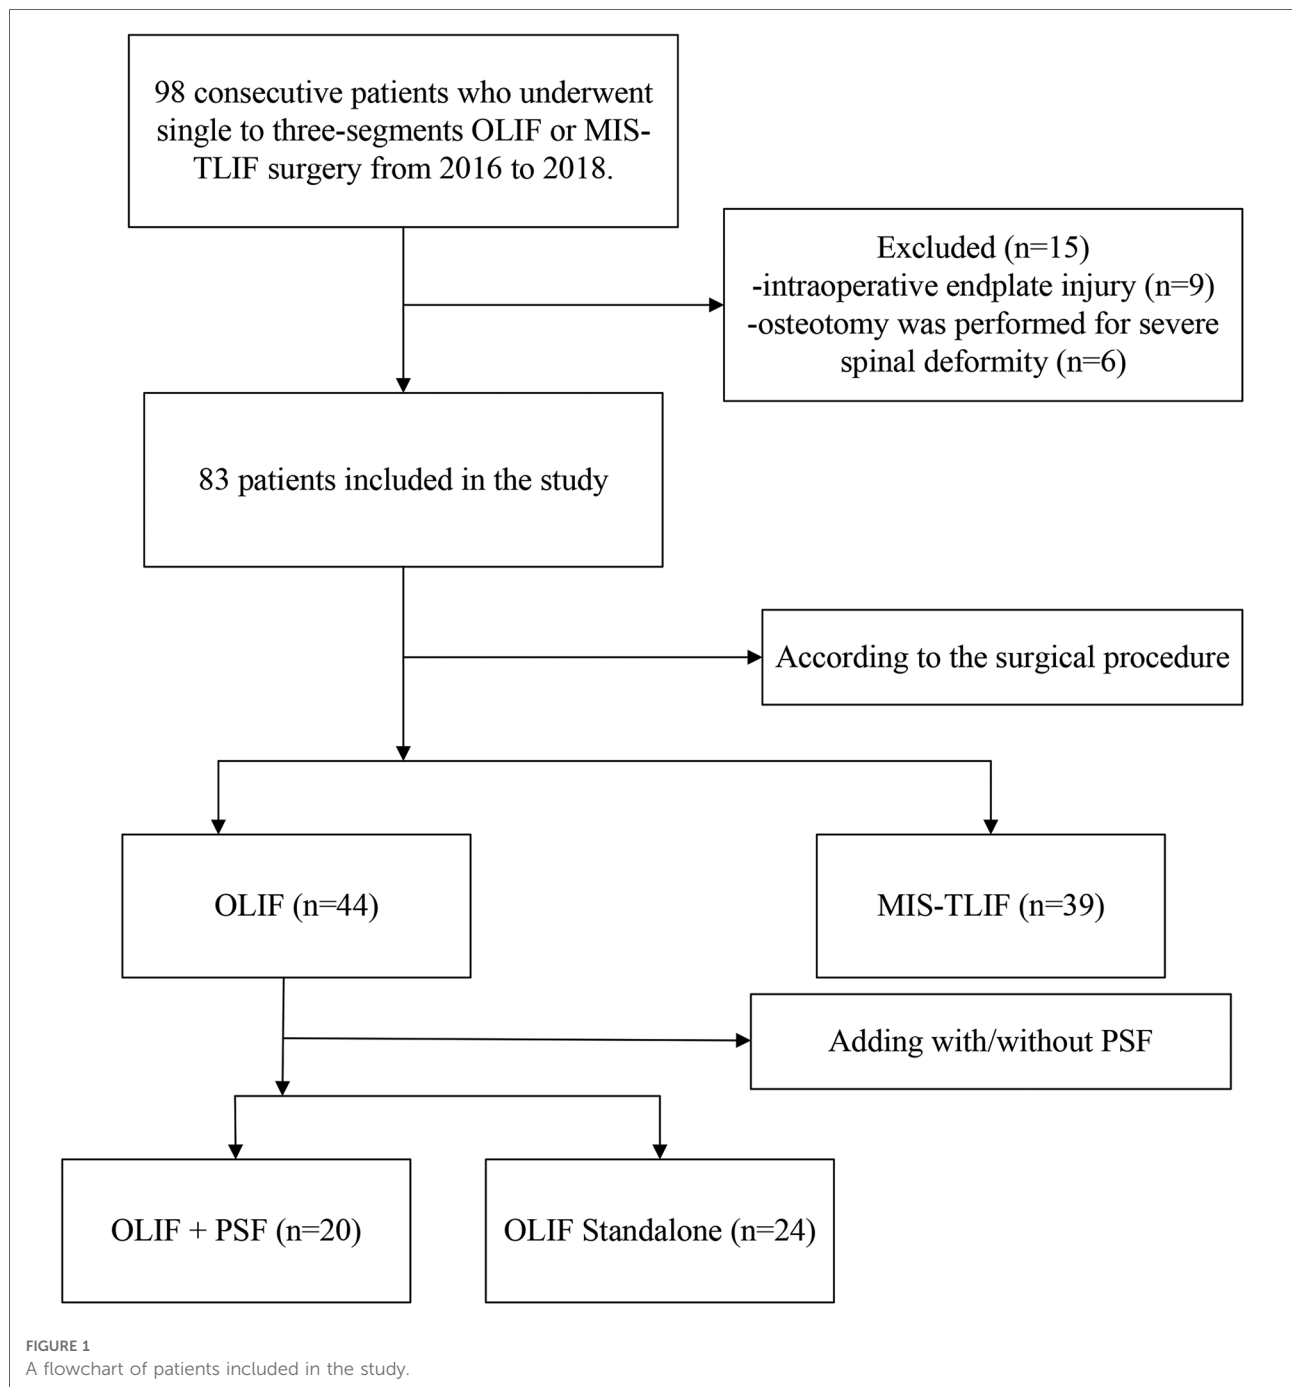 98 consecutive patients who underwent
single to three-segments OLIF or MIS-
TLIF surgery from 2016 to 2018.
Excluded (n=15)
-intraoperative endplate injury (n=9)
-osteotomy was performed for severe
spinal deformity (n=6)
83 patients included in the study
According to the surgical procedure
OLIF (n=44)
MIS-TLIF (n=39)
Adding with/without PSF
OLIF + PSF (n=20)
OLIF Standalone (n=24)
FIGURE 1
A flowchart of patients included in the study.